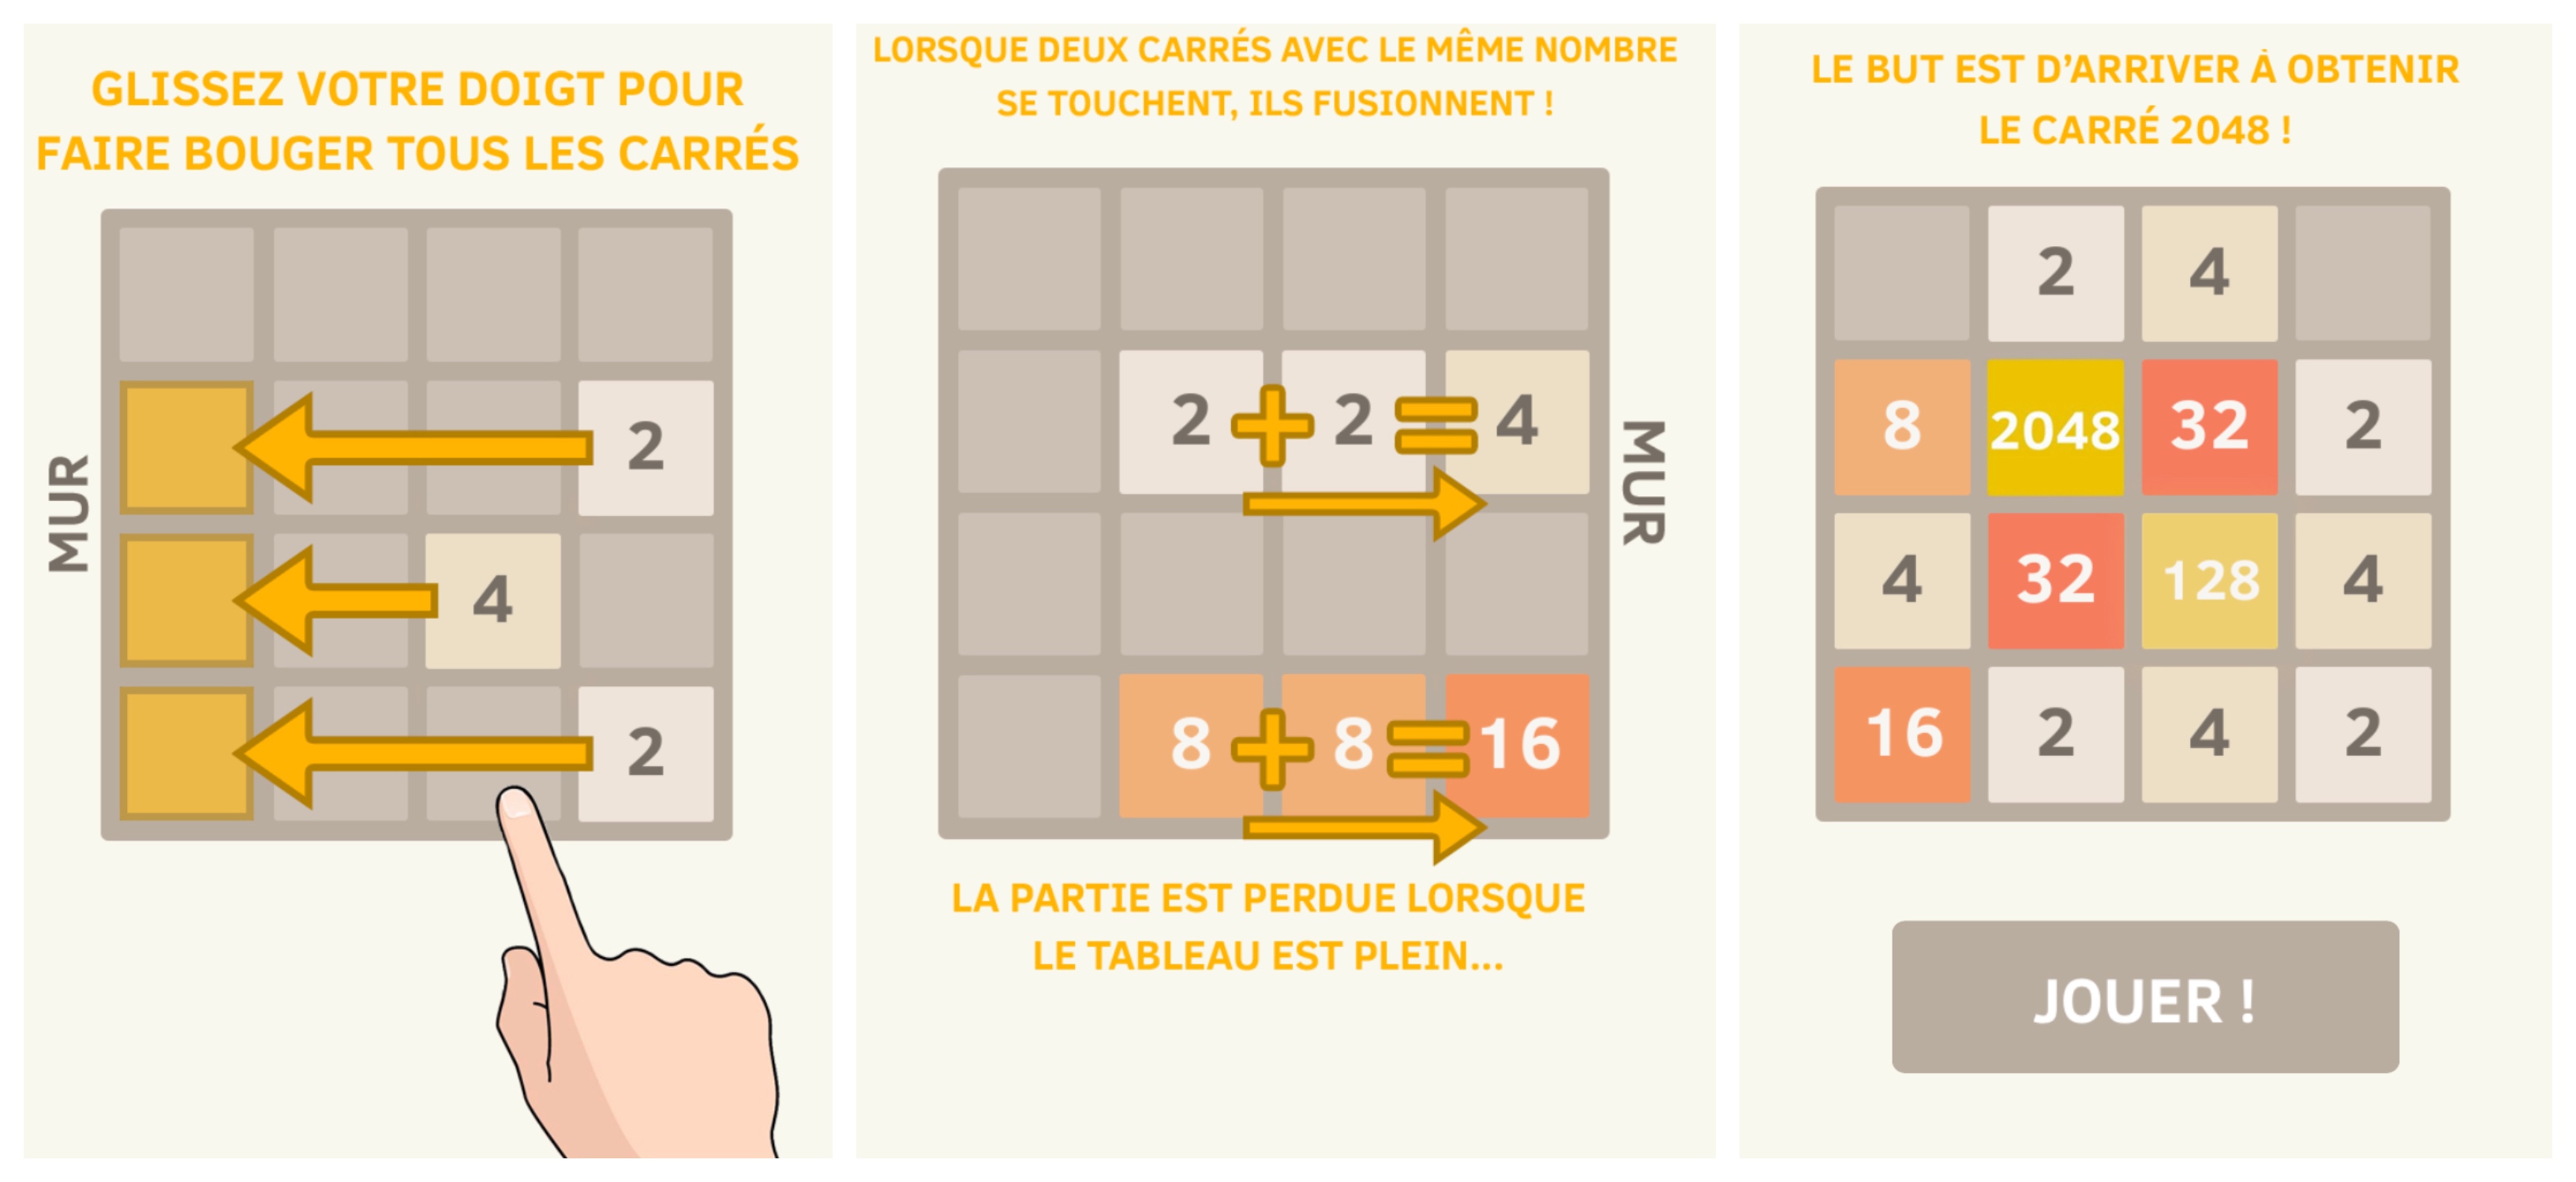 GLISSEZ VOTRE DOIGT POUR
FAIRE BOUGER TOUS LES CARRÉS
MUR
2
4
2
LORSQUE DEUX CARRÉS AVEC LE MÊME NOMBRE
SE TOUCHENT, ILS FUSIONNENT !
2 + 2 = 4
MUR
8 + 8 = 16
LA PARTIE EST PERDUE LORSQUE
LE TABLEAU EST PLEIN...
LE BUT EST D'ARRIVER À OBTENIR
LE CARRÉ 2048 !
2 4
8 2048 32 2
4 32 128 4
16 2 4 2
JOUER !